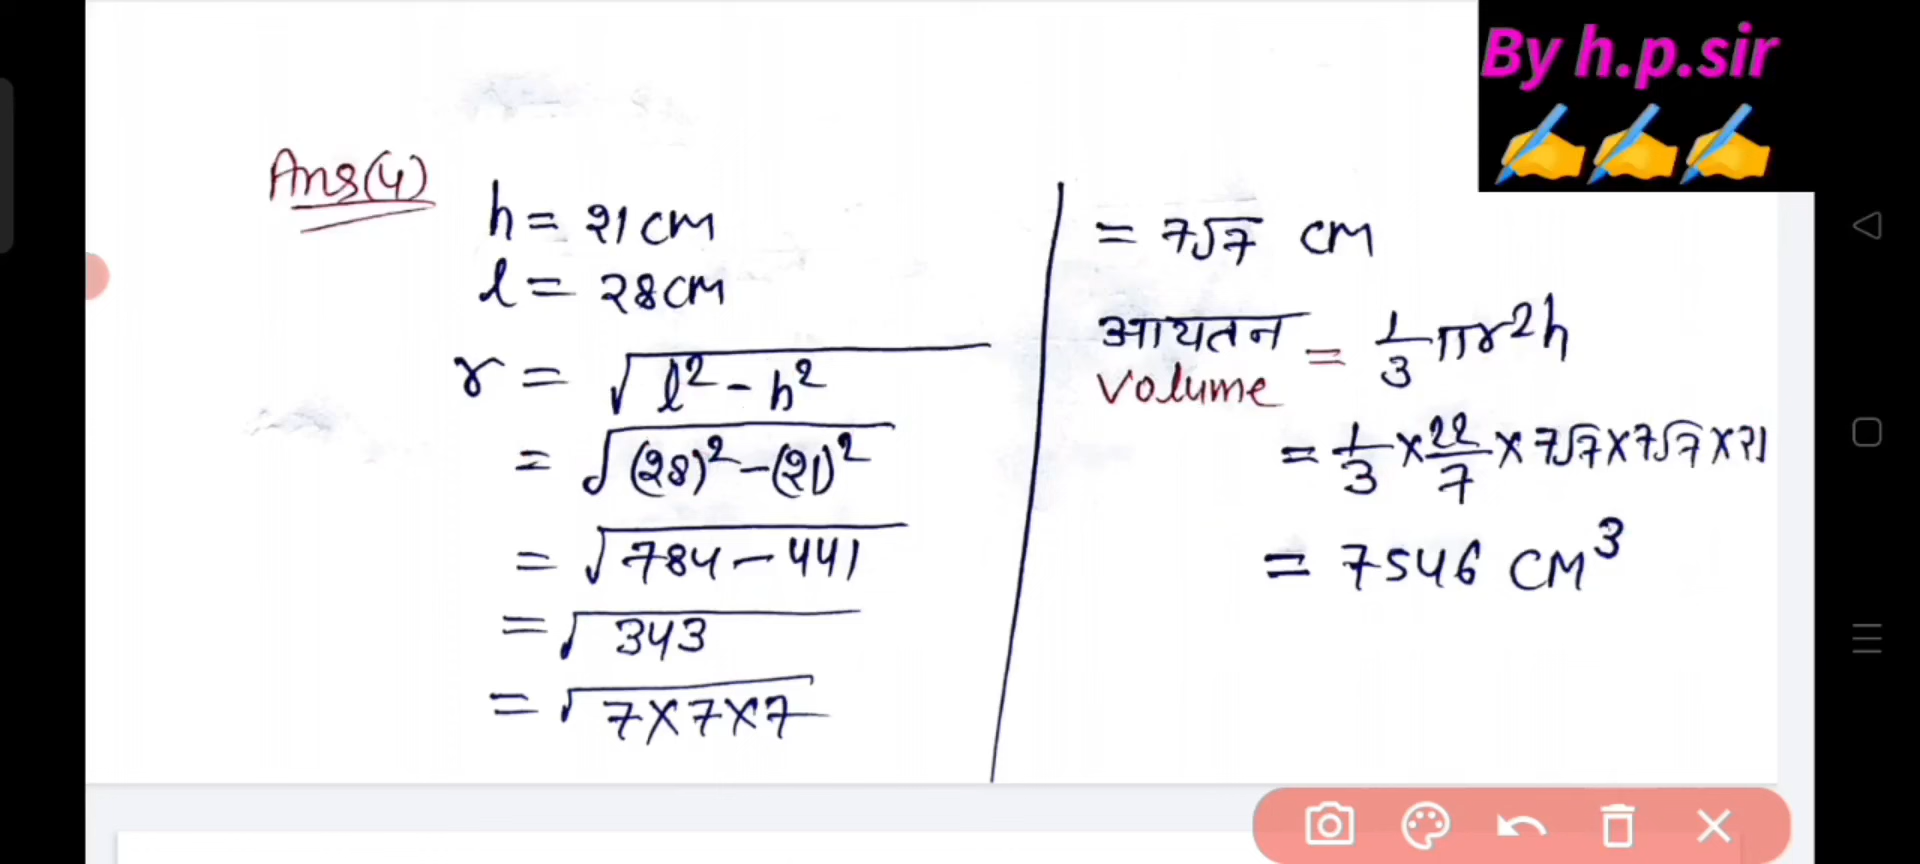 By h.p.sir
Ans(4)
h = 21 cm
l = 28 cm
r = √l² - h²
= √(28)² - (21)²
= √784 - 441
= √343
= √7×7×7
= 7√7 cm
आयतन
Volume = 1/3 πr²h
= 1/3 × 22/7 × 7√7 × 7√7 × 21
= 7546 cm³